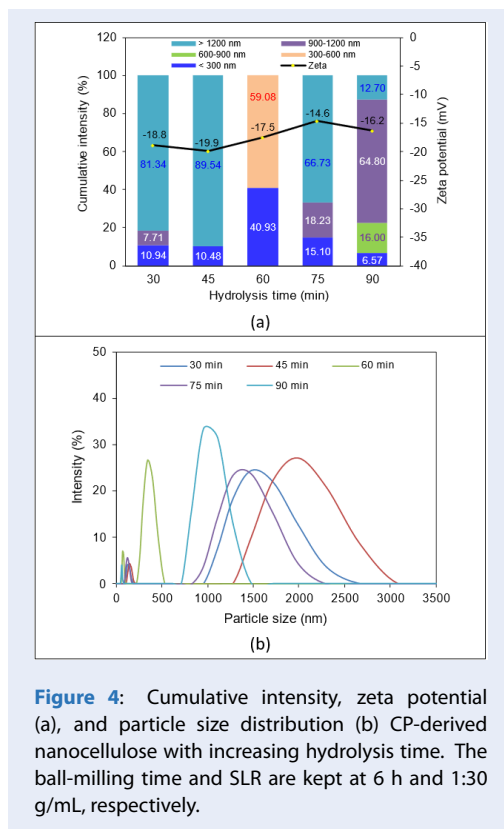 120
100
80
60
40
20
0
Cumulative intensity (%)
> 1200 nm
900-1200 nm
600-900 nm
300-600 nm
< 300 nm
Zeta
0
-5
-10
-15
-20
-25
-30
-35
-40
Zeta potential (mV)
-18.8
81.34
7.71
10.94
-19.9
89.54
10.48
59.08
-17.5
40.93
-14.6
66.73
18.23
15.10
12.70
-16.2
64.80
16.00
6.57
30 45 60 75 90
Hydrolysis time (min)
(a)
50
40
30
20
10
0
Intensity (%)
30 min 45 min 60 min
75 min 90 min
0 500 1000 1500 2000 2500 3000 3500
Particle size (nm)
(b)
Figure 4: Cumulative intensity, zeta potential
(a), and particle size distribution (b) CP-derived
nanocellulose with increasing hydrolysis time. The
ball-milling time and SLR are kept at 6 h and 1:30
g/mL, respectively.